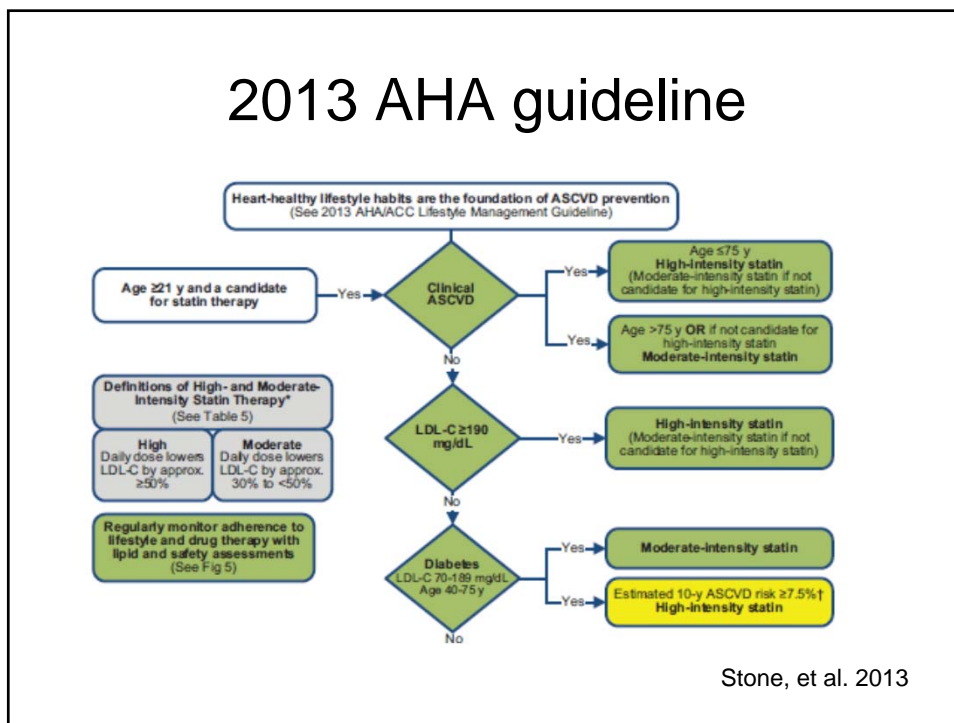 2013 AHA guideline
Heart-healthy lifestyle habits are the foundation of ASCVD prevention
(See 2013 AHA/ACC Lifestyle Management Guideline)
Age ≥21 y and a candidate
for statin therapy
Yes
Clinical
ASCVD
Yes
Age ≤75 y
High-intensity statin
(Moderate-intensity statin if not
candidate for high-intensity statin)
Yes
Age >75 y OR if not candidate for
high-intensity statin
Moderate-intensity statin
No
Definitions of High- and Moderate-
Intensity Statin Therapy*
(See Table 5)
High
Daily dose lowers
LDL-C by approx.
≥50%
Moderate
Daily dose lowers
LDL-C by approx.
30% to <50%
LDL-C ≥190
mg/dL
Yes
High-intensity statin
(Moderate-intensity statin if not
candidate for high-intensity statin)
No
Regularly monitor adherence to
lifestyle and drug therapy with
lipid and safety assessments
(See Fig 5)
Diabetes
LDL-C 70-189 mg/dL
Age 40-75 y
Yes
Moderate-intensity statin
Yes
Estimated 10-y ASCVD risk ≥7.5%†
High-intensity statin
No
Stone, et al. 2013